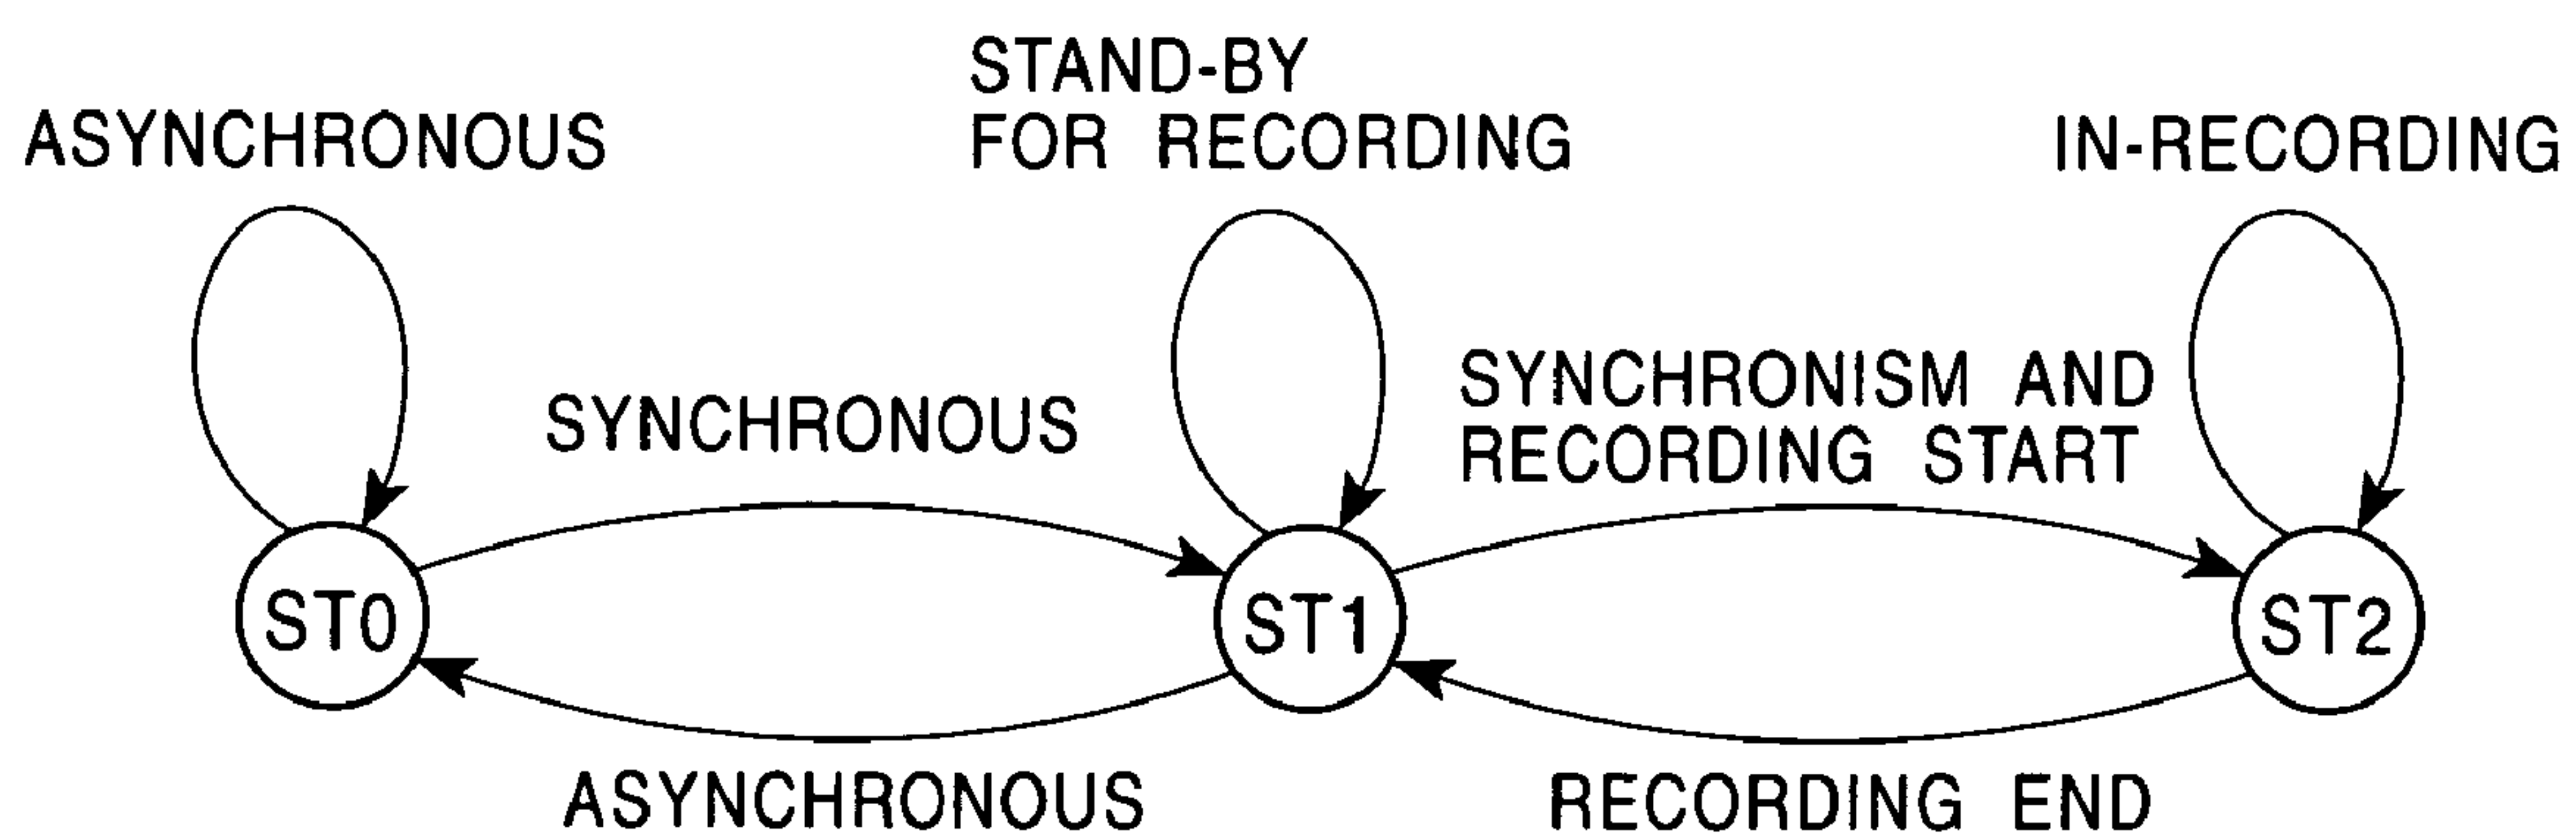 STAND-BY
FOR RECORDING
ASYNCHRONOUS
IN-RECORDING
SYNCHRONOUS
SYNCHRONISM AND
RECORDING START
ST0
ST1
ST2
ASYNCHRONOUS
RECORDING END